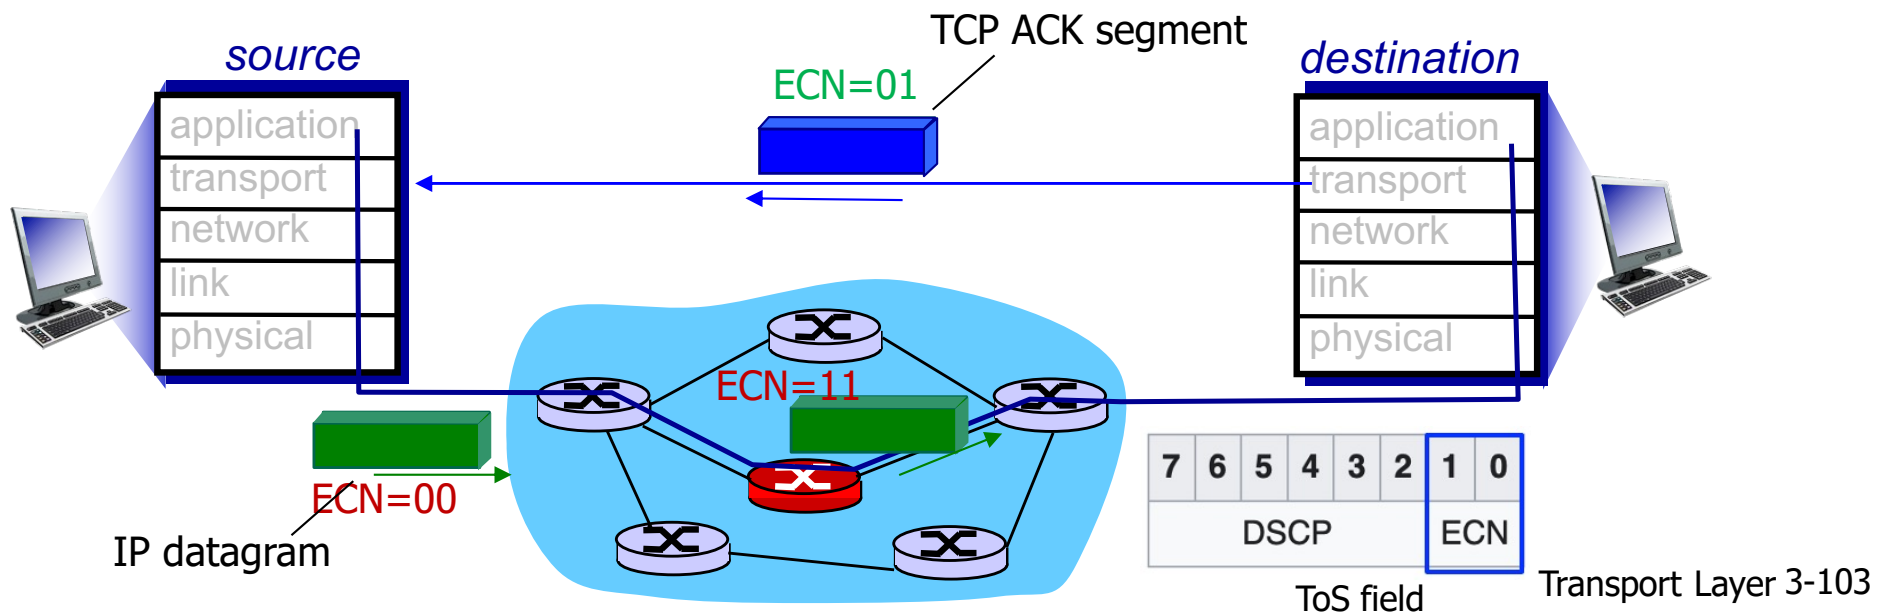 TCP ACK segment
source
destination
ECN=01
application
transport
network
link
physical
application
transport
network
link
physical
ECN=11
ECN=00
IP datagram
7 6 5 4 3 2 1 0
DSCP ECN
ToS field
Transport Layer 3-103